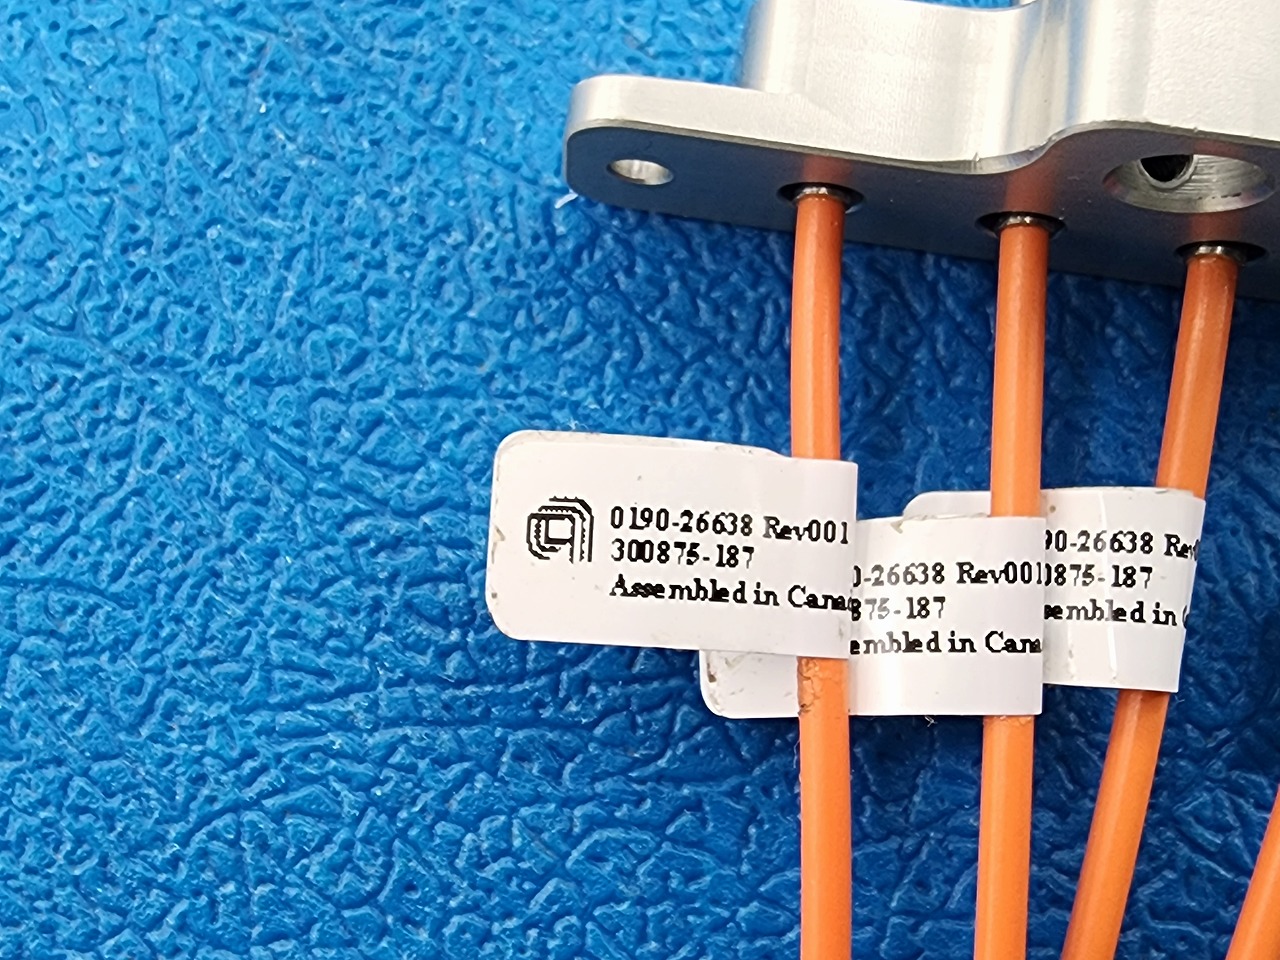 0190-26638 Rev001
300875-187
Assembled in Cana
0-26638 Rev001
875-187
embled in Cana
90-26638 Rev
0875-187
sembled in